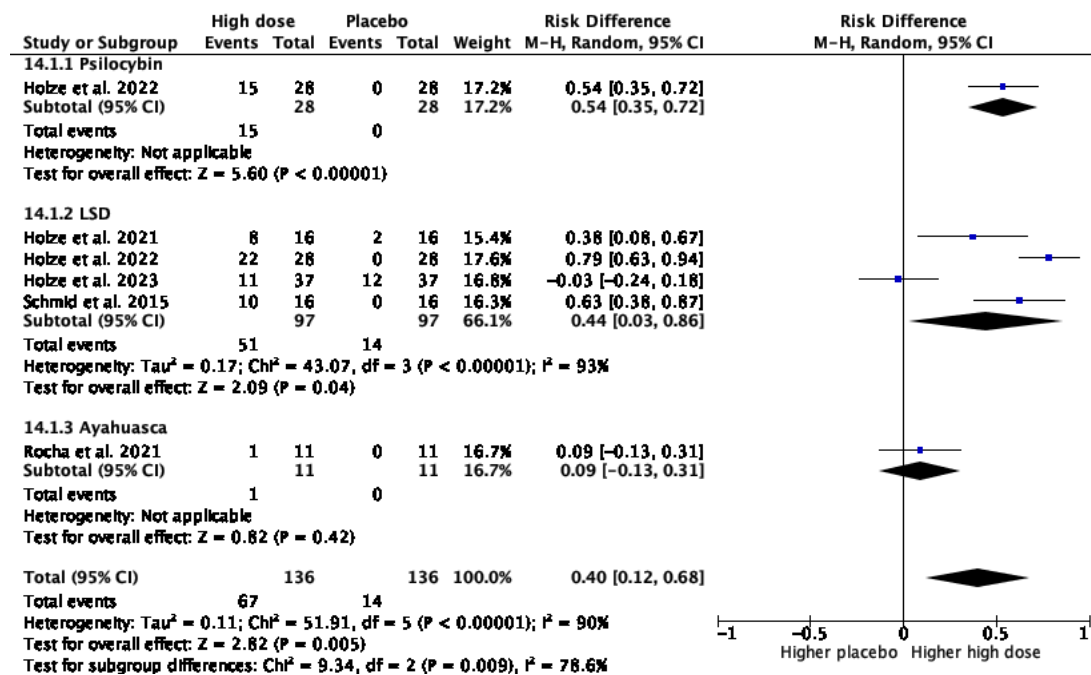 High dose Placebo Risk Difference Risk Difference
Study or Subgroup Events Total Events Total Weight M-H, Random, 95% CI M-H, Random, 95% CI
14.1.1 Psilocybin
Holze et al. 2022 15 28 0 28 17.2% 0.54 [0.35, 0.72]
Subtotal (95% CI) 28 28 17.2% 0.54 [0.35, 0.72]
Total events 15 0
Heterogeneity: Not applicable
Test for overall effect: Z = 5.60 (P < 0.00001)
14.1.2 LSD
Holze et al. 2021 8 16 2 16 15.4% 0.38 [0.08, 0.67]
Holze et al. 2022 22 28 0 28 17.6% 0.79 [0.63, 0.94]
Holze et al. 2023 11 37 12 37 16.8% −0.03 [−0.24, 0.18]
Schmid et al. 2015 10 16 0 16 16.3% 0.63 [0.38, 0.87]
Subtotal (95% CI) 97 97 66.1% 0.44 [0.03, 0.86]
Total events 51 14
Heterogeneity: Tau² = 0.17; Chi² = 43.07, df = 3 (P < 0.00001); I² = 93%
Test for overall effect: Z = 2.09 (P = 0.04)
14.1.3 Ayahuasca
Rocha et al. 2021 1 11 0 11 16.7% 0.09 [−0.13, 0.31]
Subtotal (95% CI) 11 11 16.7% 0.09 [−0.13, 0.31]
Total events 1 0
Heterogeneity: Not applicable
Test for overall effect: Z = 0.82 (P = 0.42)
Total (95% CI) 136 136 100.0% 0.40 [0.12, 0.68]
Total events 67 14
Heterogeneity: Tau² = 0.11; Chi² = 51.91, df = 5 (P < 0.00001); I² = 90%
Test for overall effect: Z = 2.82 (P = 0.005)
Test for subgroup differences: Chi² = 9.34, df = 2 (P = 0.009), I² = 78.6%
−1 −0.5 0 0.5 1
Higher placebo Higher high dose